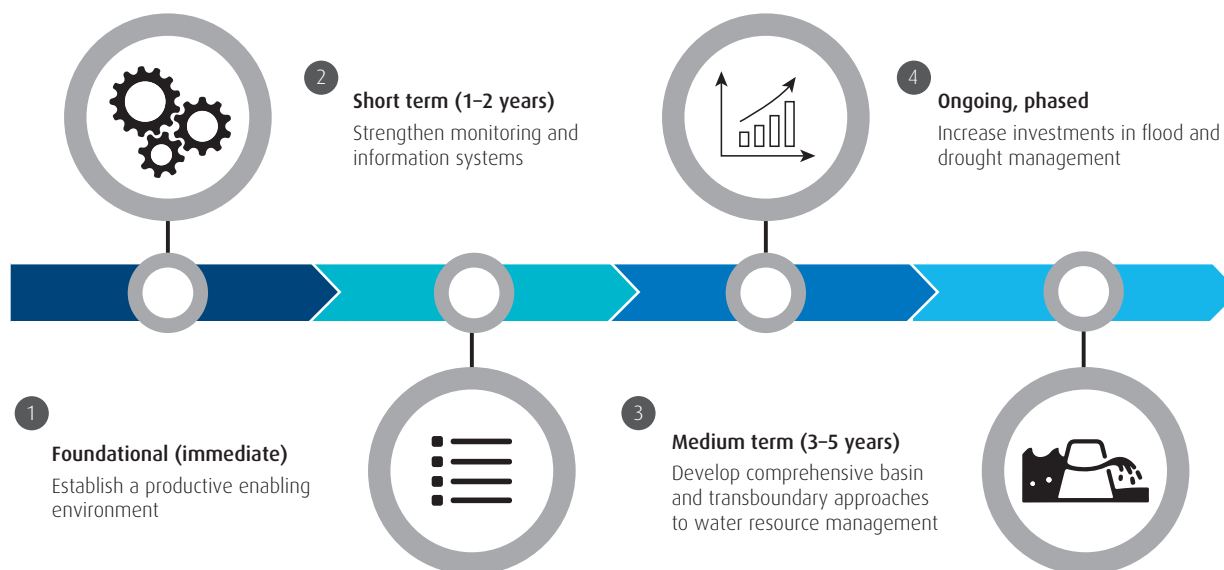 1
Foundational (immediate)
Establish a productive enabling
environment
2
Short term (1–2 years)
Strengthen monitoring and
information systems
3
Medium term (3–5 years)
Develop comprehensive basin
and transboundary approaches
to water resource management
4
Ongoing, phased
Increase investments in flood and
drought management